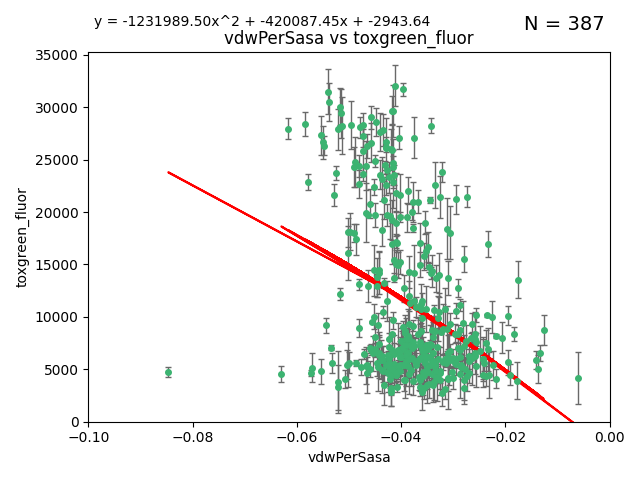 y = -1231989.50x^2 + -420087.45x + -2943.64
N = 387
vdwPerSasa vs toxgreen_fluor
35000
30000
25000
20000
15000
10000
5000
0
toxgreen_fluor
−0.10
−0.08
−0.06
−0.04
−0.02
0.00
vdwPerSasa